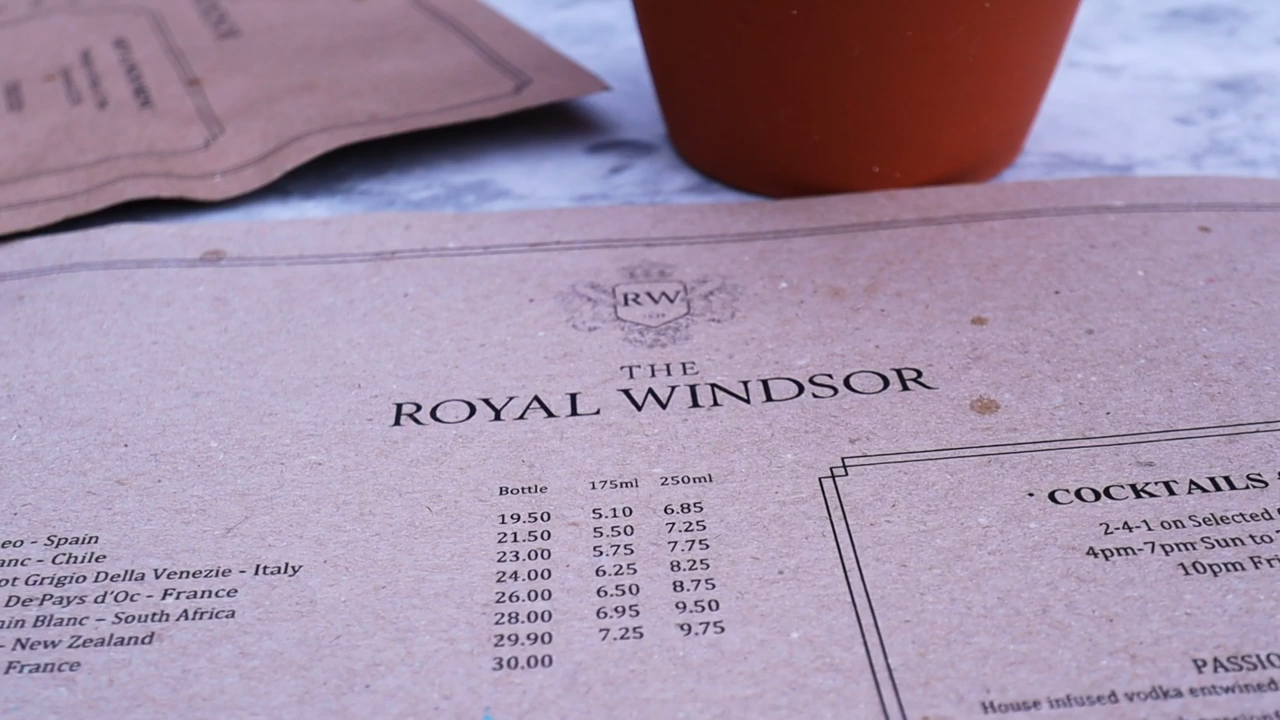 RW
THE
ROYAL WINDSOR
Bottle 175ml 250ml
19.50 5.10 6.85
eo - Spain 21.50 5.50 7.25
anc - Chile 23.00 5.75 7.75
ot Grigio Della Venezie - Italy 24.00 6.25 8.25
De Pays d'Oc - France 26.00 6.50 8.75
nin Blanc - South Africa 28.00 6.95 9.50
- New Zealand 29.90 7.25 9.75
France 30.00
COCKTAILS
2-4-1 on Selected
4pm-7pm Sun to
10pm Fri
PASSIO
House infused vodka entwined